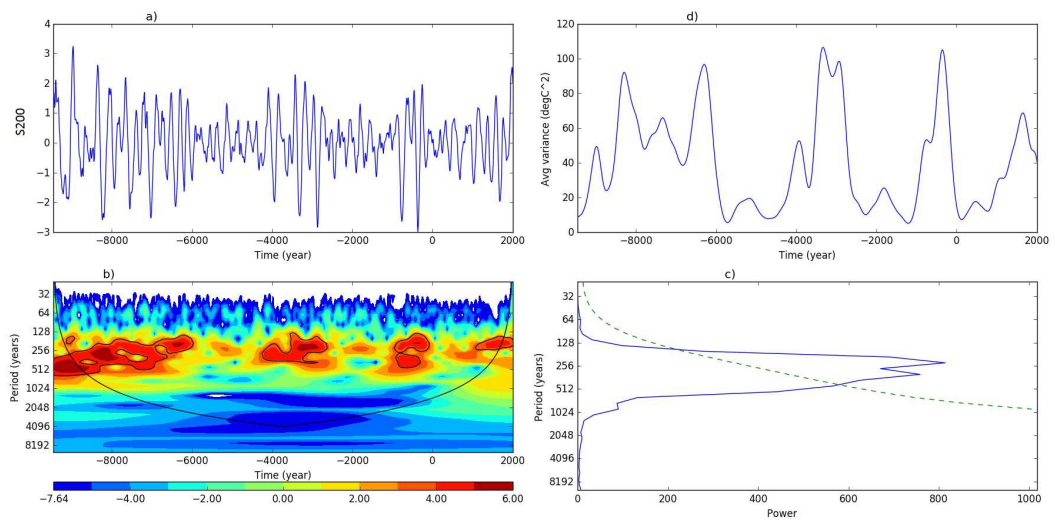 a)
4
3
2
1
0
−1
−2
−3
S200
−8000 −6000 −4000 −2000 0 2000
Time (year)
d)
120
100
80
60
40
20
0
Avg variance (degC^2)
−8000 −6000 −4000 −2000 0 2000
Time (year)
b)
32
64
128
256
512
1024
2048
4096
8192
Period (years)
−8000 −6000 −4000 −2000 0 2000
Time (year)
−7.64 −4.00 −2.00 0.00 2.00 4.00 6.00
c)
32
64
128
256
512
1024
2048
4096
8192
Period (years)
0 200 400 600 800 1000
Power